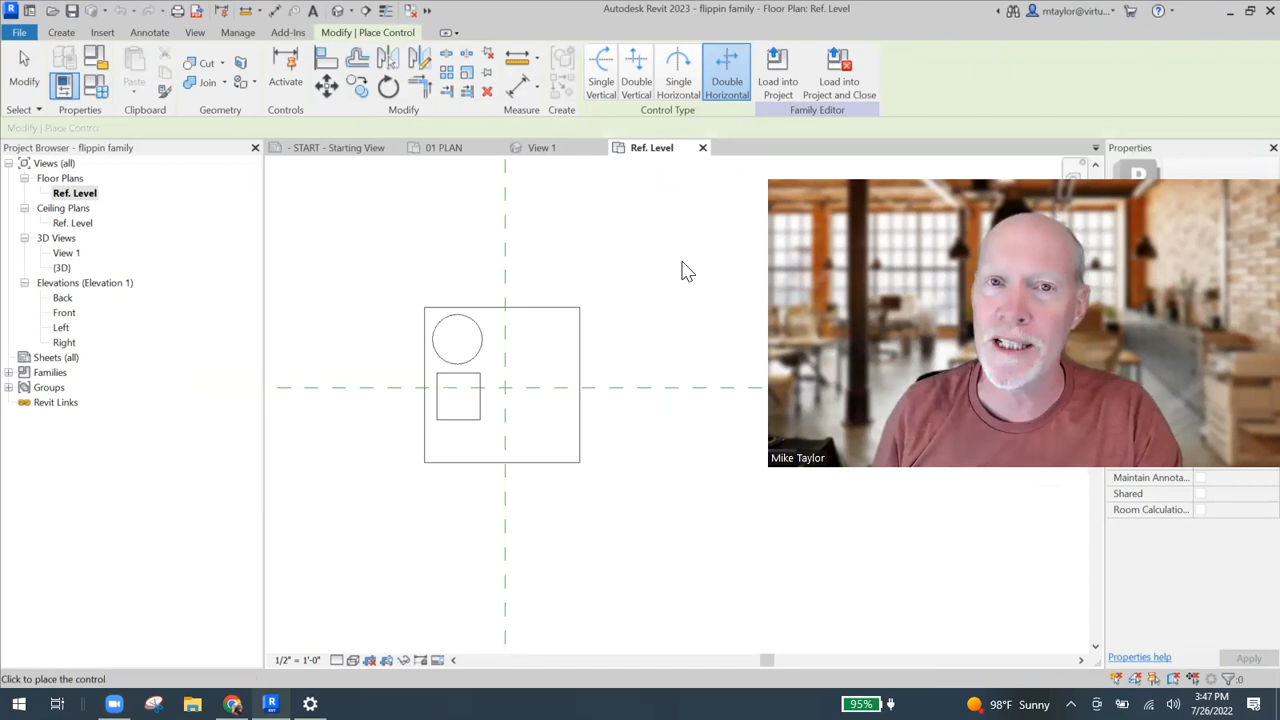 Autodesk Revit 2023 - flippin family - Floor Plan: Ref. Level
mtaylor@virtu...
File Create Insert Annotate View Manage Add-Ins Modify | Place Control
Modify
Paste
Cut
Join
Activate
Single Vertical
Double Vertical
Single Horizontal
Double Horizontal
Load into Project
Load into Project and Close
Select Properties Clipboard Geometry Controls Modify Measure Create Control Type Family Editor
Modify | Place Control
Project Browser - flippin family
- START - Starting View 01 PLAN View 1 Ref. Level
Properties
Views (all)
Floor Plans
Ref. Level
Ceiling Plans
Ref. Level
3D Views
View 1
{3D}
Elevations (Elevation 1)
Back
Front
Left
Right
Sheets (all)
Families
Groups
Revit Links
Mike Taylor
Maintain Annota...
Shared
Room Calculatio...
1/2" = 1'-0"
Properties help
Apply
Click to place the control
:0
95%
98°F Sunny
3:47 PM
7/26/2022